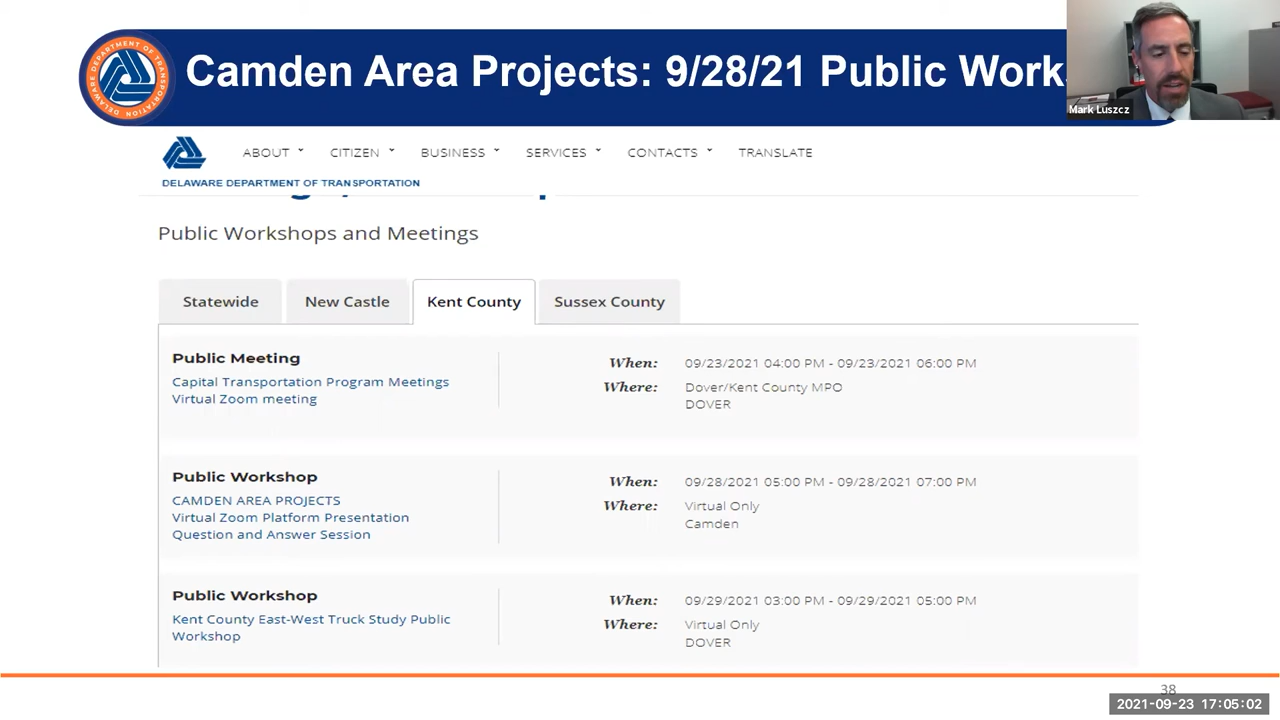 Camden Area Projects: 9/28/21 Public Work
Mark Luszcz
DELAWARE DEPARTMENT OF TRANSPORTATION
ABOUT CITIZEN BUSINESS SERVICES CONTACTS TRANSLATE
DELAWARE DEPARTMENT OF TRANSPORTATION
Public Workshops and Meetings
Statewide New Castle Kent County Sussex County
Public Meeting
Capital Transportation Program Meetings
Virtual Zoom meeting
When: 09/23/2021 04:00 PM - 09/23/2021 06:00 PM
Where: Dover/Kent County MPO
DOVER
Public Workshop
CAMDEN AREA PROJECTS
Virtual Zoom Platform Presentation
Question and Answer Session
When: 09/28/2021 05:00 PM - 09/28/2021 07:00 PM
Where: Virtual Only
Camden
Public Workshop
Kent County East-West Truck Study Public
Workshop
When: 09/29/2021 03:00 PM - 09/29/2021 05:00 PM
Where: Virtual Only
DOVER
38
2021-09-23 17:05:02